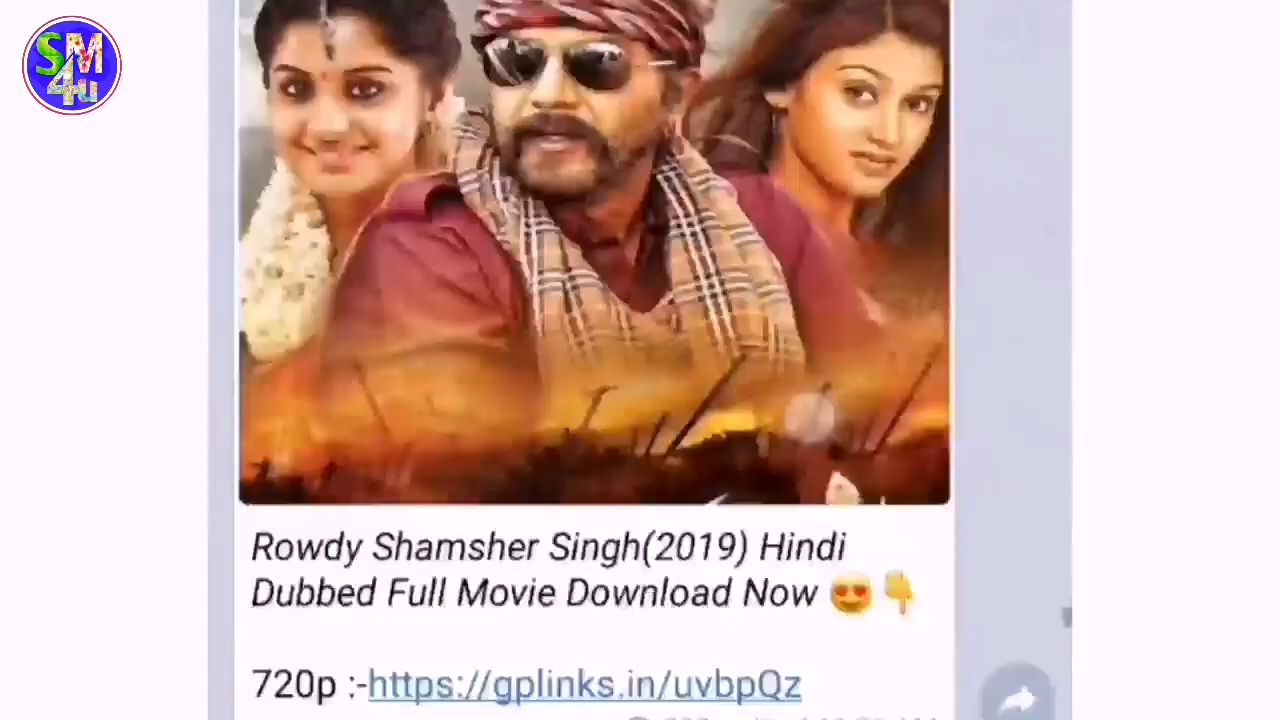 SM
4u
Rowdy Shamsher Singh(2019) Hindi
Dubbed Full Movie Download Now 😍👇
720p :-https://gplinks.in/uvbpQz